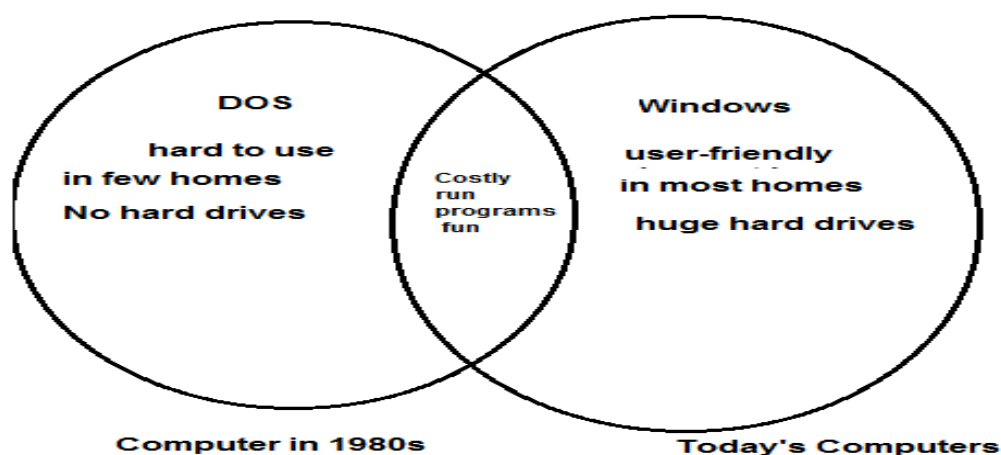 DOS
hard to use
in few homes
No hard drives
Costly
run
programs
fun
Windows
user-friendly
in most homes
huge hard drives
Computer in 1980s
Today's Computers